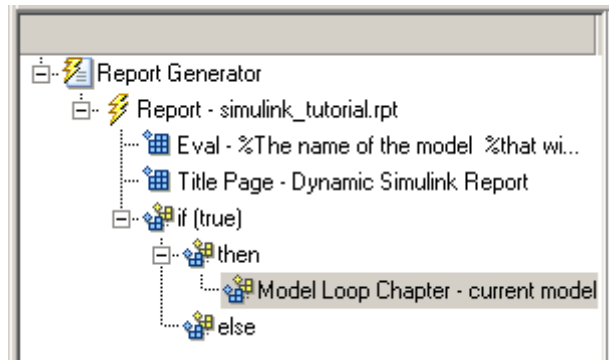 Report Generator
Report - simulink_tutorial.rpt
Eval - %The name of the model %that wi...
Title Page - Dynamic Simulink Report
if (true)
then
Model Loop Chapter - current model
else